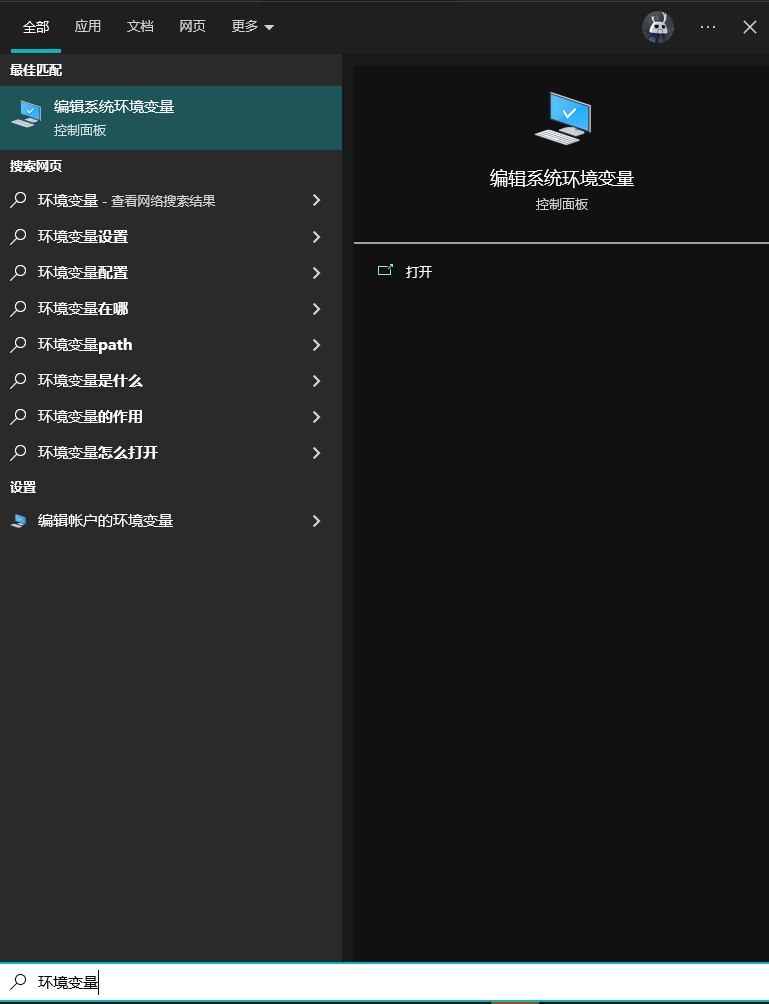 全部 应用 文档 网页 更多
最佳匹配
编辑系统环境变量
控制面板
搜索网页
环境变量 - 查看网络搜索结果
环境变量设置
环境变量配置
环境变量在哪
环境变量path
环境变量是什么
环境变量的作用
环境变量怎么打开
设置
编辑帐户的环境变量
编辑系统环境变量
控制面板
打开
环境变量